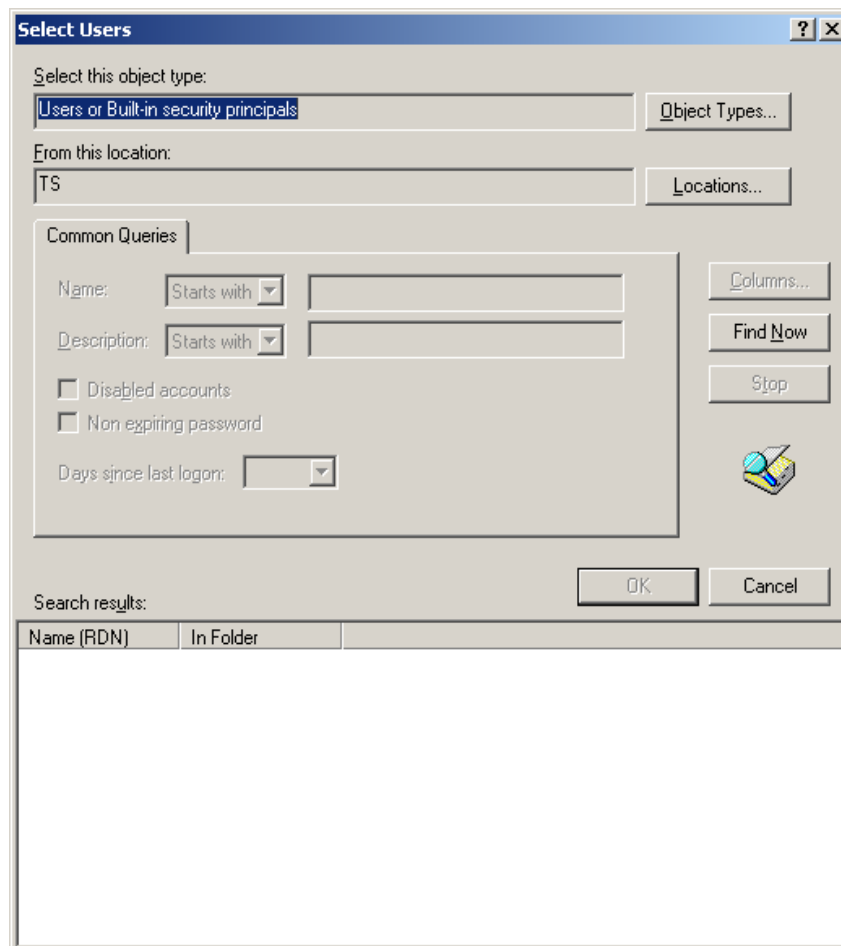 Select Users
Select this object type:
Users or Built-in security principals
Object Types...
From this location:
TS
Locations...
Common Queries
Name:
Starts with
Columns...
Description:
Starts with
Find Now
Disabled accounts
Stop
Non expiring password
Days since last logon:
OK
Cancel
Search results:
Name (RDN)
In Folder